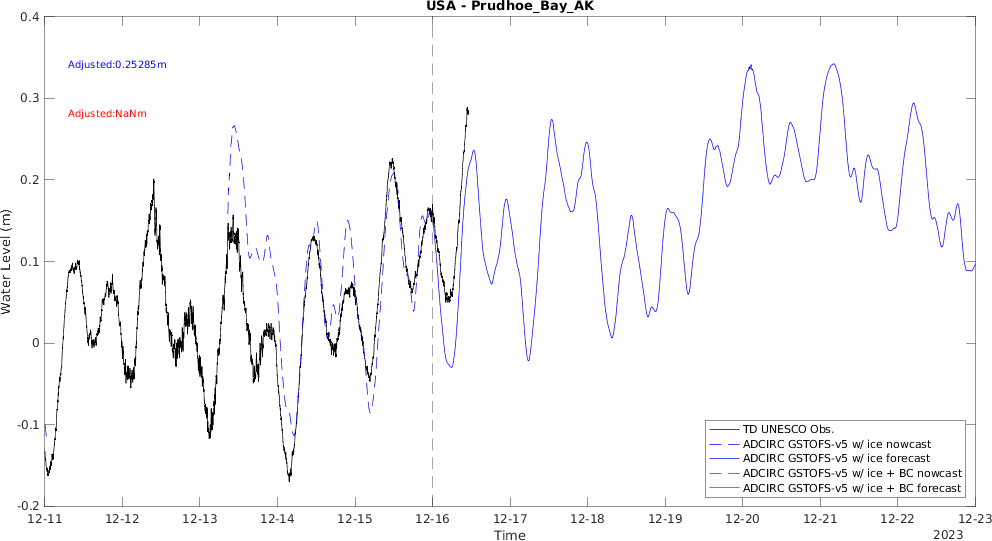 USA - Prudhoe_Bay_AK
0.4
Adjusted:0.25285m
0.3
Adjusted:NaNm
0.2
Water Level (m)
0.1
0
-0.1
TD UNESCO Obs.
ADCIRC GSTOFS-v5 w/ ice nowcast
ADCIRC GSTOFS-v5 w/ ice forecast
ADCIRC GSTOFS-v5 w/ ice + BC nowcast
ADCIRC GSTOFS-v5 w/ ice + BC forecast
-0.2
12-11 12-12 12-13 12-14 12-15 12-16 12-17 12-18 12-19 12-20 12-21 12-22 12-23
Time
2023